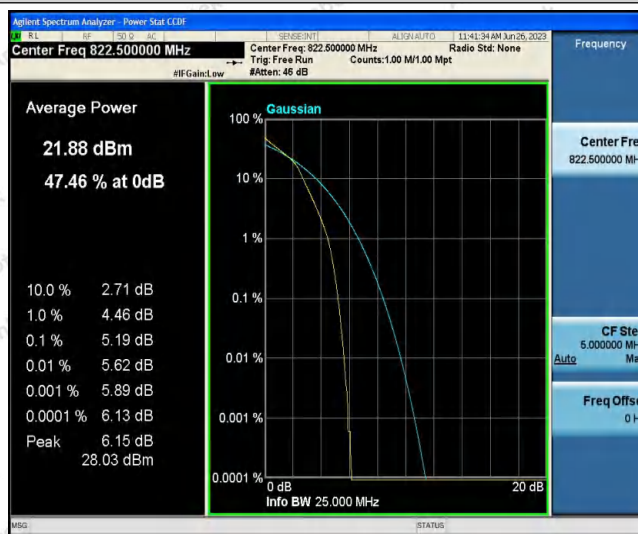 Agilent Spectrum Analyzer - Power Stat CCDF
RL RF 50 Ω AC SENSE:INT ALIGN AUTO 11:41:34 AM Jun 26, 2023
Center Freq 822.500000 MHz
Center Freq: 822.500000 MHz Radio Std: None
Trig: Free Run Counts:1.00 M/1.00 Mpt
#IFGain:Low #Atten: 46 dB
Frequency
Average Power
21.88 dBm
47.46 % at 0dB
10.0 % 2.71 dB
1.0 % 4.46 dB
0.1 % 5.19 dB
0.01 % 5.62 dB
0.001 % 5.89 dB
0.0001 % 6.13 dB
Peak 6.15 dB
28.03 dBm
Gaussian
100 %
10 %
1 %
0.1 %
0.01 %
0.001 %
0.0001 %
0 dB 20 dB
Info BW 25.000 MHz
Center Fre
822.500000 MH
CF Ste
5.000000 MH
Auto Ma
Freq Offse
0 H
MSG STATUS